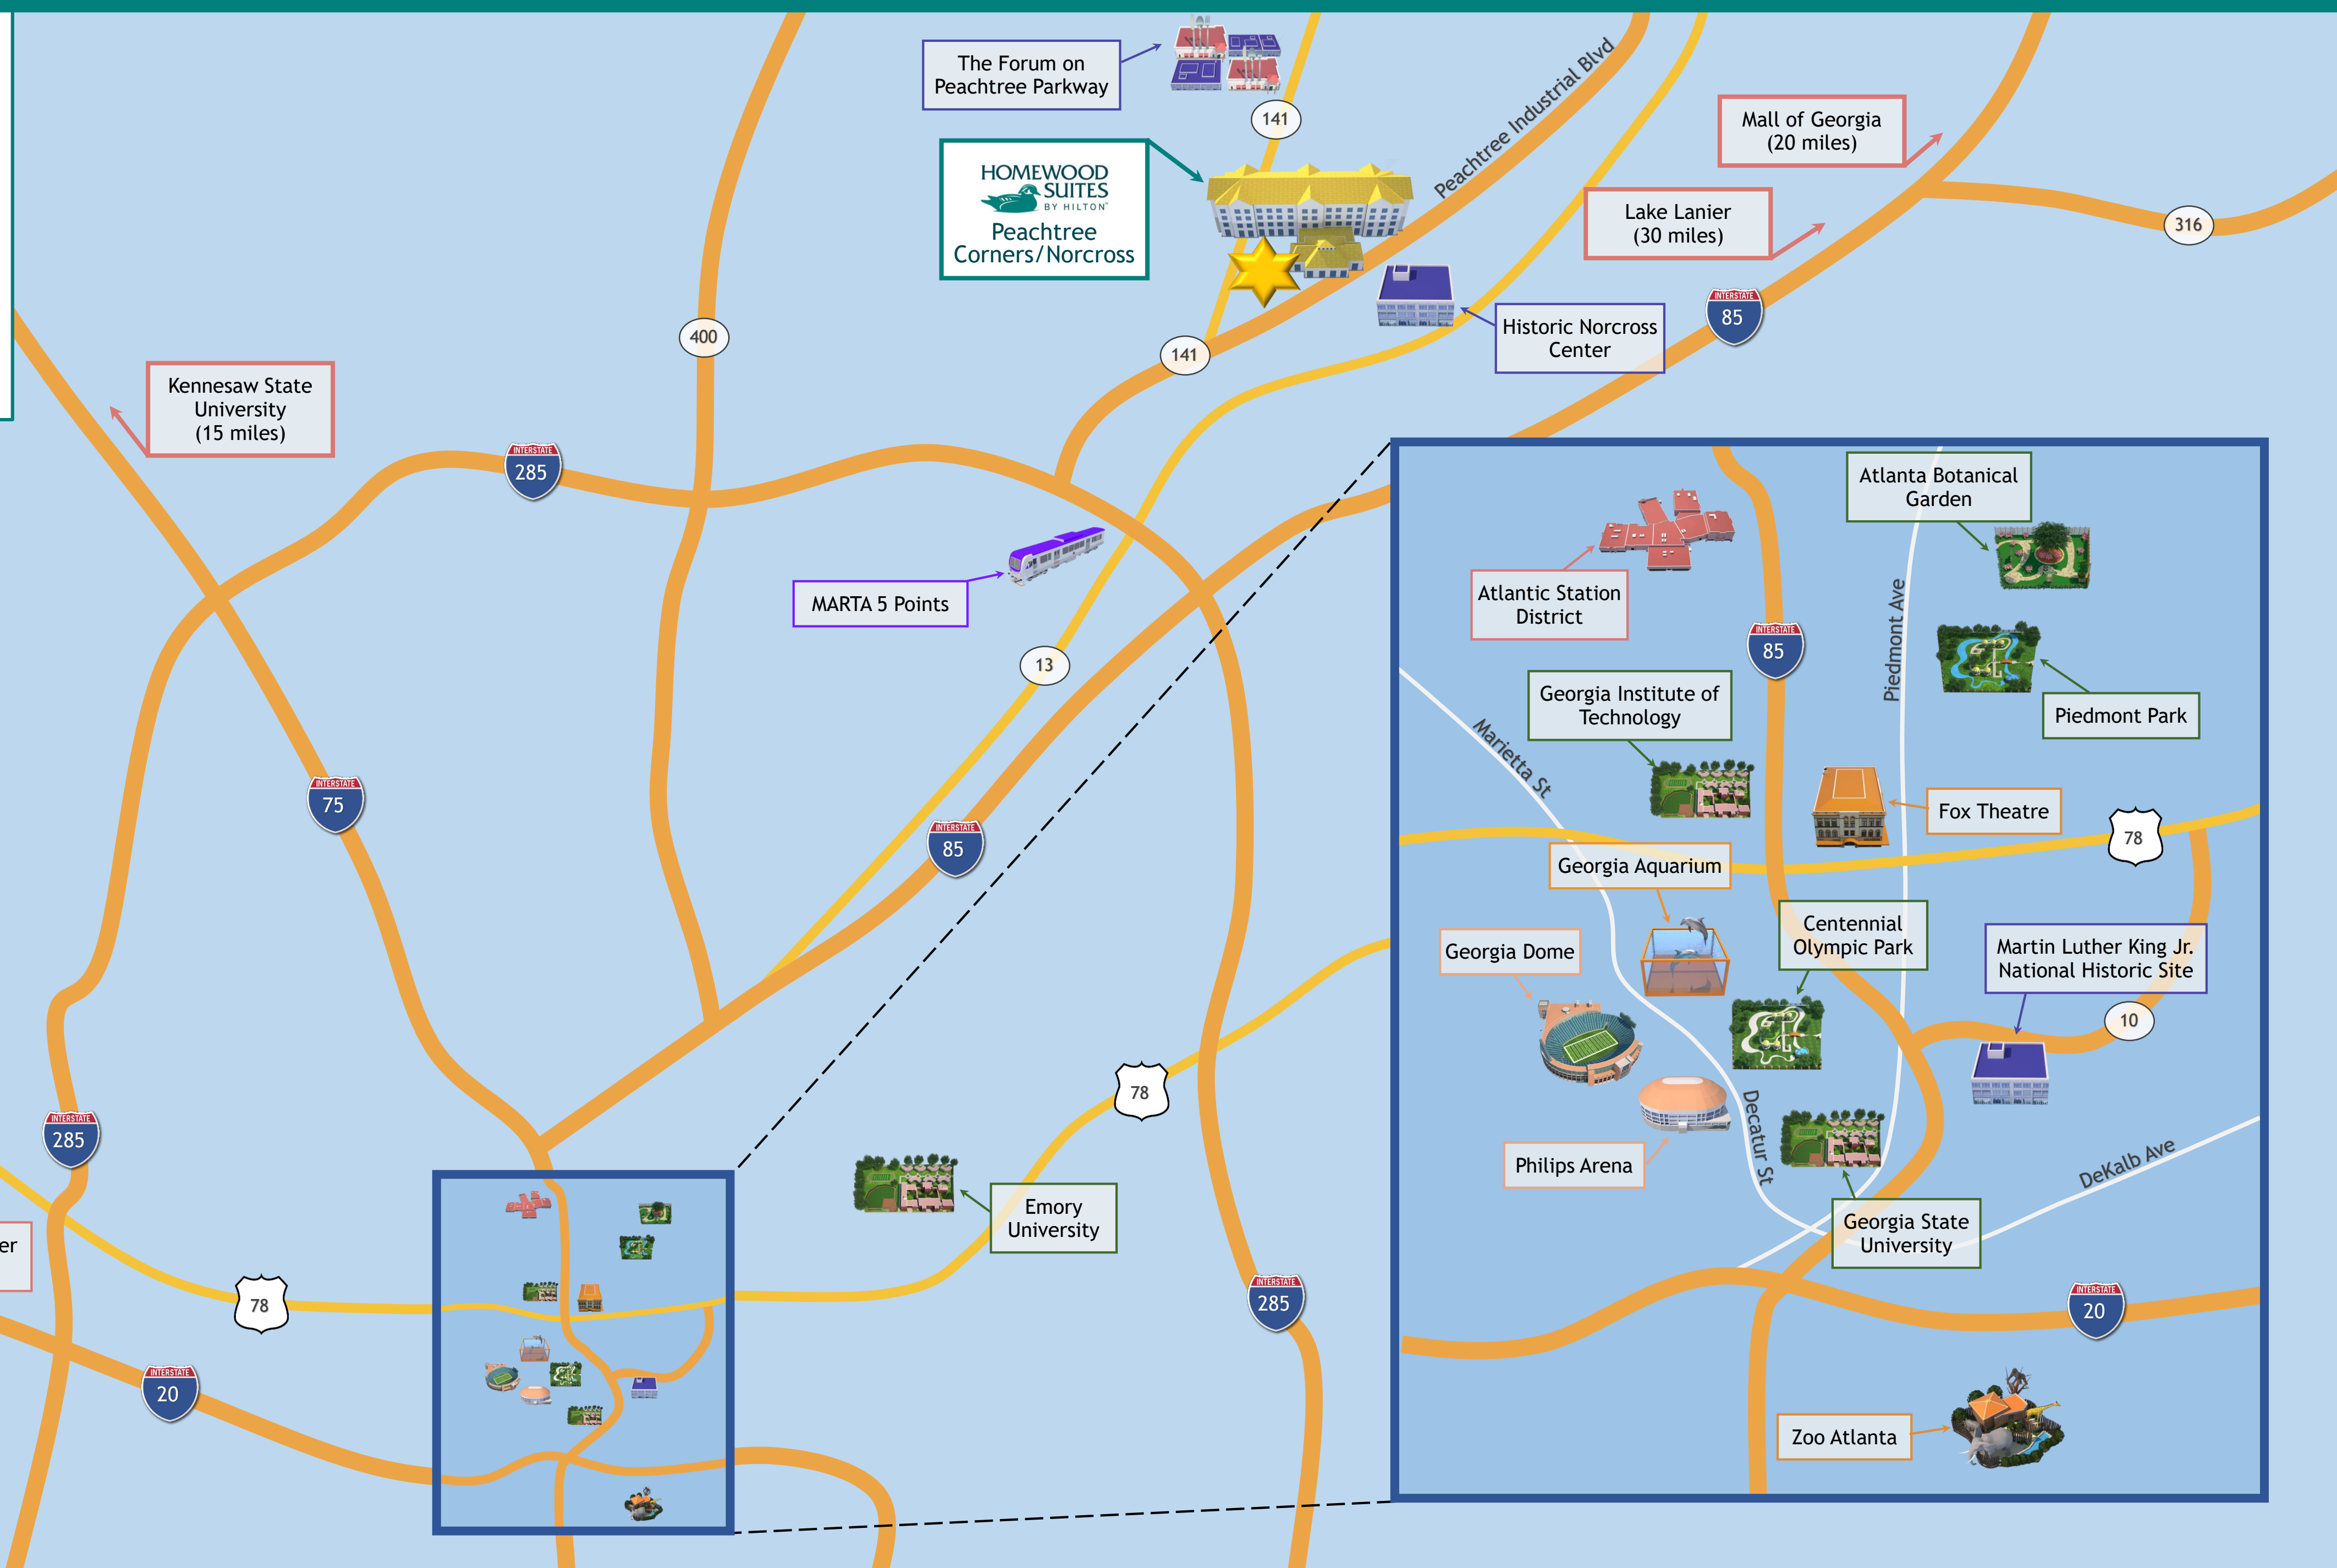 The Forum on
Peachtree Parkway
141
Peachtree Industrial Blvd
Mall of Georgia
(20 miles)
HOMEWOOD
SUITES
BY HILTON™
Peachtree
Corners/Norcross
Lake Lanier
(30 miles)
316
INTERSTATE
85
400
141
Historic Norcross
Center
Kennesaw State
University
(15 miles)
INTERSTATE
285
MARTA 5 Points
13
INTERSTATE
75
INTERSTATE
85
78
INTERSTATE
285
Emory
University
er
78
INTERSTATE
285
INTERSTATE
20
Atlanta Botanical
Garden
Atlantic Station
District
Piedmont Ave
INTERSTATE
85
Georgia Institute of
Technology
Piedmont Park
Marietta St
Fox Theatre
78
Georgia Aquarium
Centennial
Olympic Park
Georgia Dome
Martin Luther King Jr.
National Historic Site
10
Decatur St
Philips Arena
DeKalb Ave
Georgia State
University
INTERSTATE
20
Zoo Atlanta